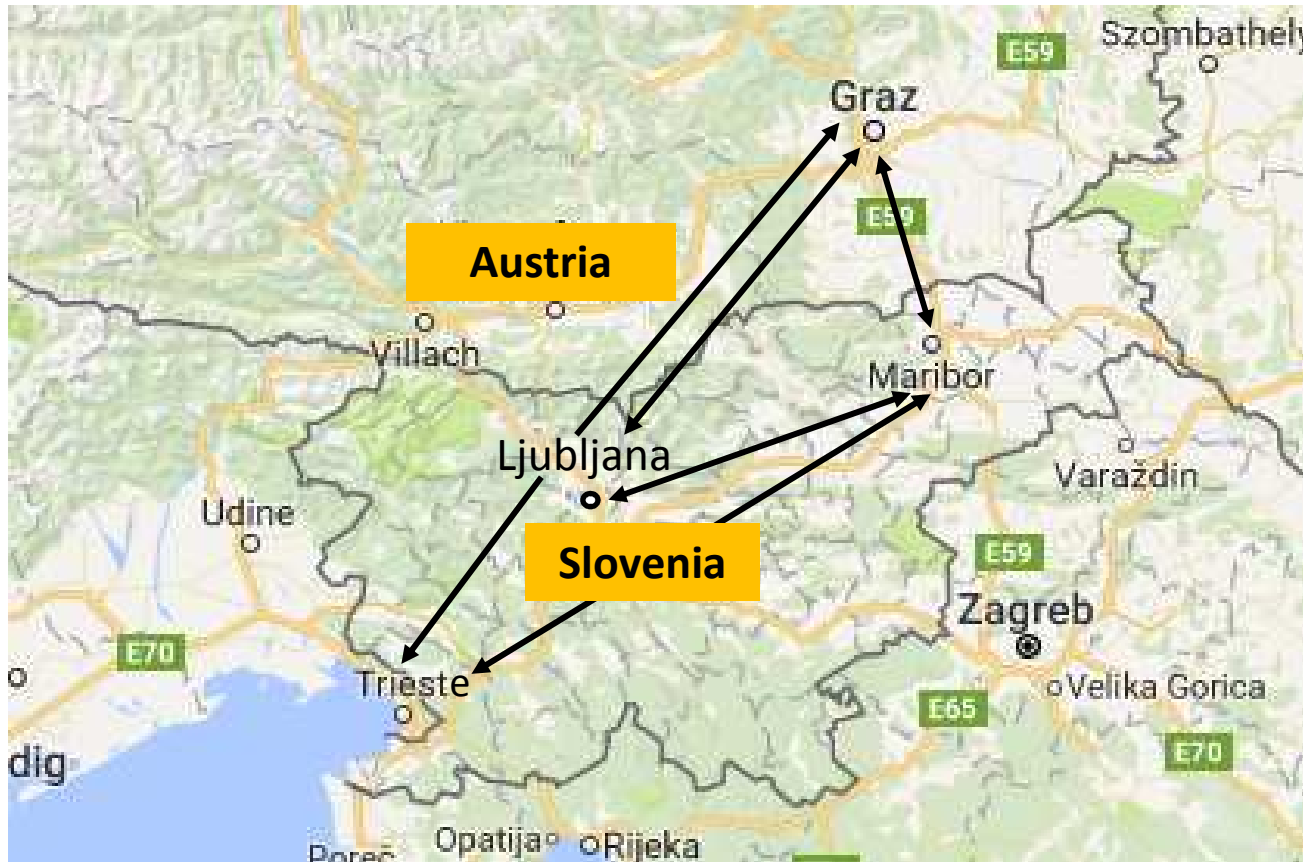 Szombathely
E59
Graz
E59
Austria
Villach
Maribor
Ljubljana
Varaždin
Udine
Slovenia
E59
Zagreb
E70
Trieste
Velika Gorica
E65
E70
dig
Opatija
Rijeka
Poreč